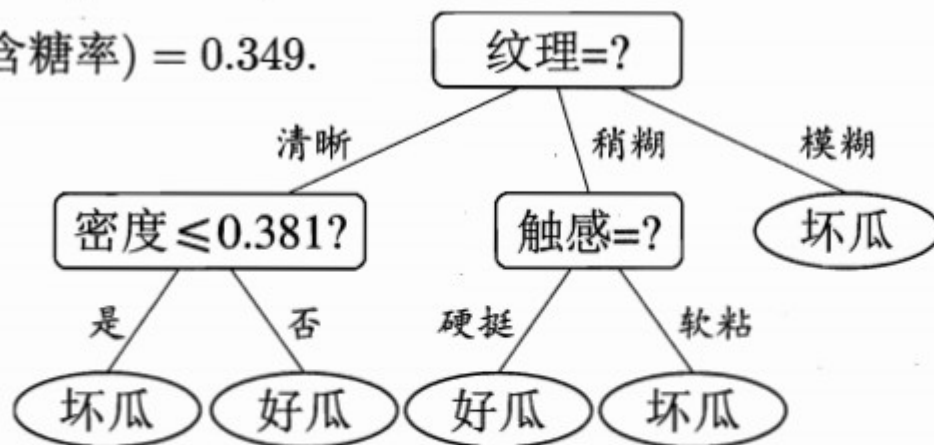 含糖率) = 0.349.
纹理=?
清晰 稍糊 模糊
密度≤0.381? 触感=? 坏瓜
是 否 硬挺 软粘
坏瓜 好瓜 好瓜 坏瓜